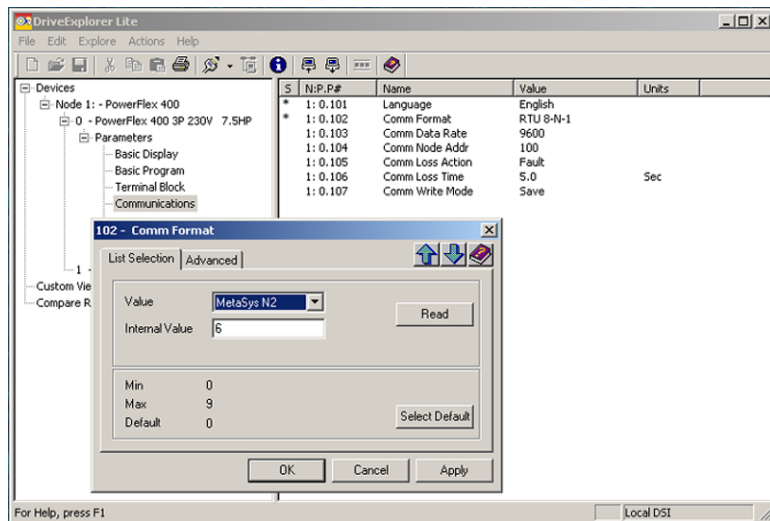 DriveExplorer Lite
File Edit Explore Actions Help
Devices
Node 1: - PowerFlex 400
0 - PowerFlex 400 3P 230V 7.5HP
Parameters
Basic Display
Basic Program
Terminal Block
Communications
1 -
Custom Vie
Compare R
S N:P.P# Name Value Units
* 1: 0.101 Language English
* 1: 0.102 Comm Format RTU 8-N-1
1: 0.103 Comm Data Rate 9600
1: 0.104 Comm Node Addr 100
1: 0.105 Comm Loss Action Fault
1: 0.106 Comm Loss Time 5.0 Sec
1: 0.107 Comm Write Mode Save
102 - Comm Format
List Selection Advanced
Value MetaSys N2
Read
Internal Value 6
Min 0
Max 9
Default 0
Select Default
OK Cancel Apply
For Help, press F1 Local DSI